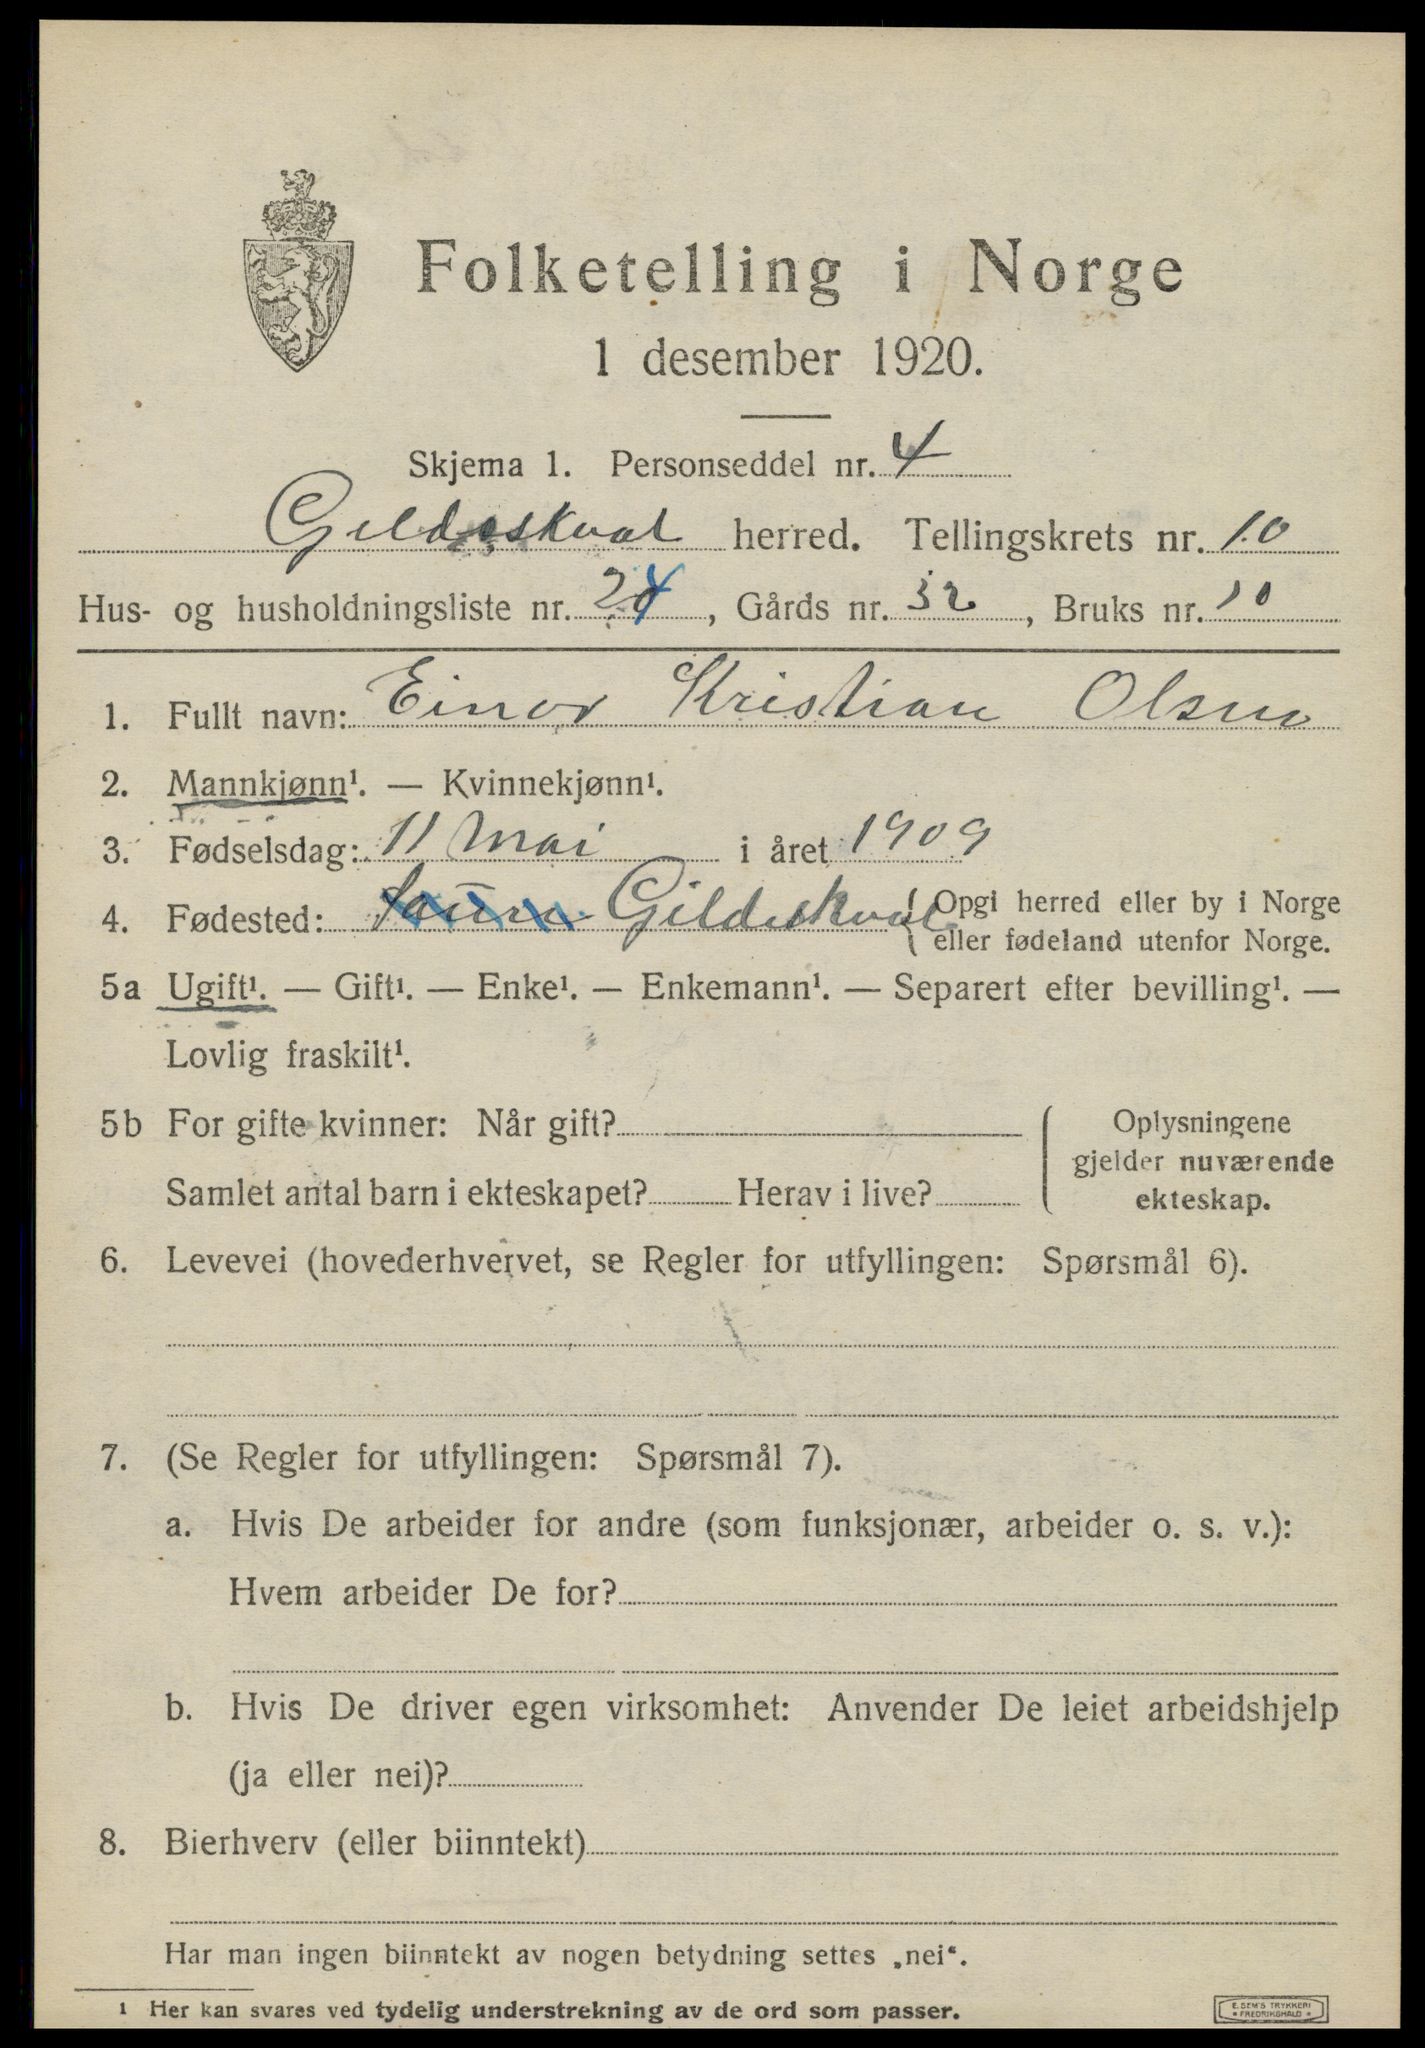 Folketelling i Norge
1 desember 1920.
Skjema 1. Personseddel nr. 4
Gildeskaal herred. Tellingskrets nr. 10
Hus- og husholdningsliste nr. 24, Gårds nr. 32, Bruks nr. 10
1. Fullt navn: Einar Kristian Olsen
2. Mannkjønn¹. — Kvinnekjønn¹.
3. Fødselsdag: 11 Mai i året 1909
4. Fødested: Gildeskaal (Opgi herred eller by i Norge
eller fødeland utenfor Norge.
5a Ugift¹. — Gift¹. — Enke¹. — Enkemann¹. — Separert efter bevilling¹. —
Lovlig fraskilt¹.
5b For gifte kvinner: Når gift?
Samlet antal barn i ekteskapet? Herav i live?
Oplysningene
gjelder nuværende
ekteskap.
6. Levevei (hovederhvervet, se Regler for utfyllingen: Spørsmål 6).
7. (Se Regler for utfyllingen: Spørsmål 7).
a. Hvis De arbeider for andre (som funksjonær, arbeider o. s. v.):
Hvem arbeider De for?
b. Hvis De driver egen virksomhet: Anvender De leiet arbeidshjelp
(ja eller nei)?
8. Bierhverv (eller biinntekt)
Har man ingen biinntekt av nogen betydning settes „nei“.
1 Her kan svares ved tydelig understrekning av de ord som passer.
E. SEM'S TRYKKERI
FREDRIKSHALD